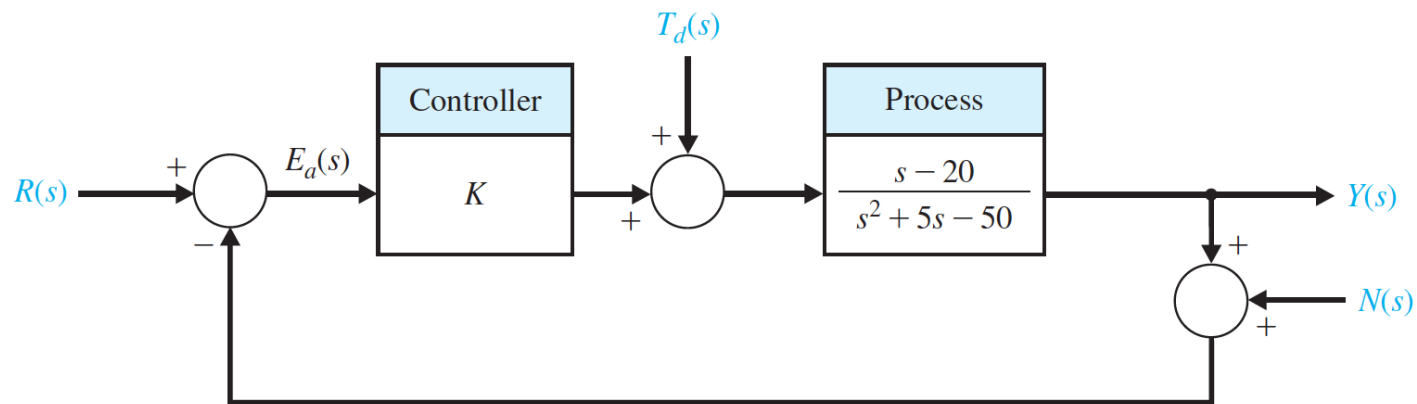 T_d(s)
Controller
Process
R(s)
+
E_a(s)
K
+
+
s − 20
s² + 5s − 50
Y(s)
−
+
N(s)
+